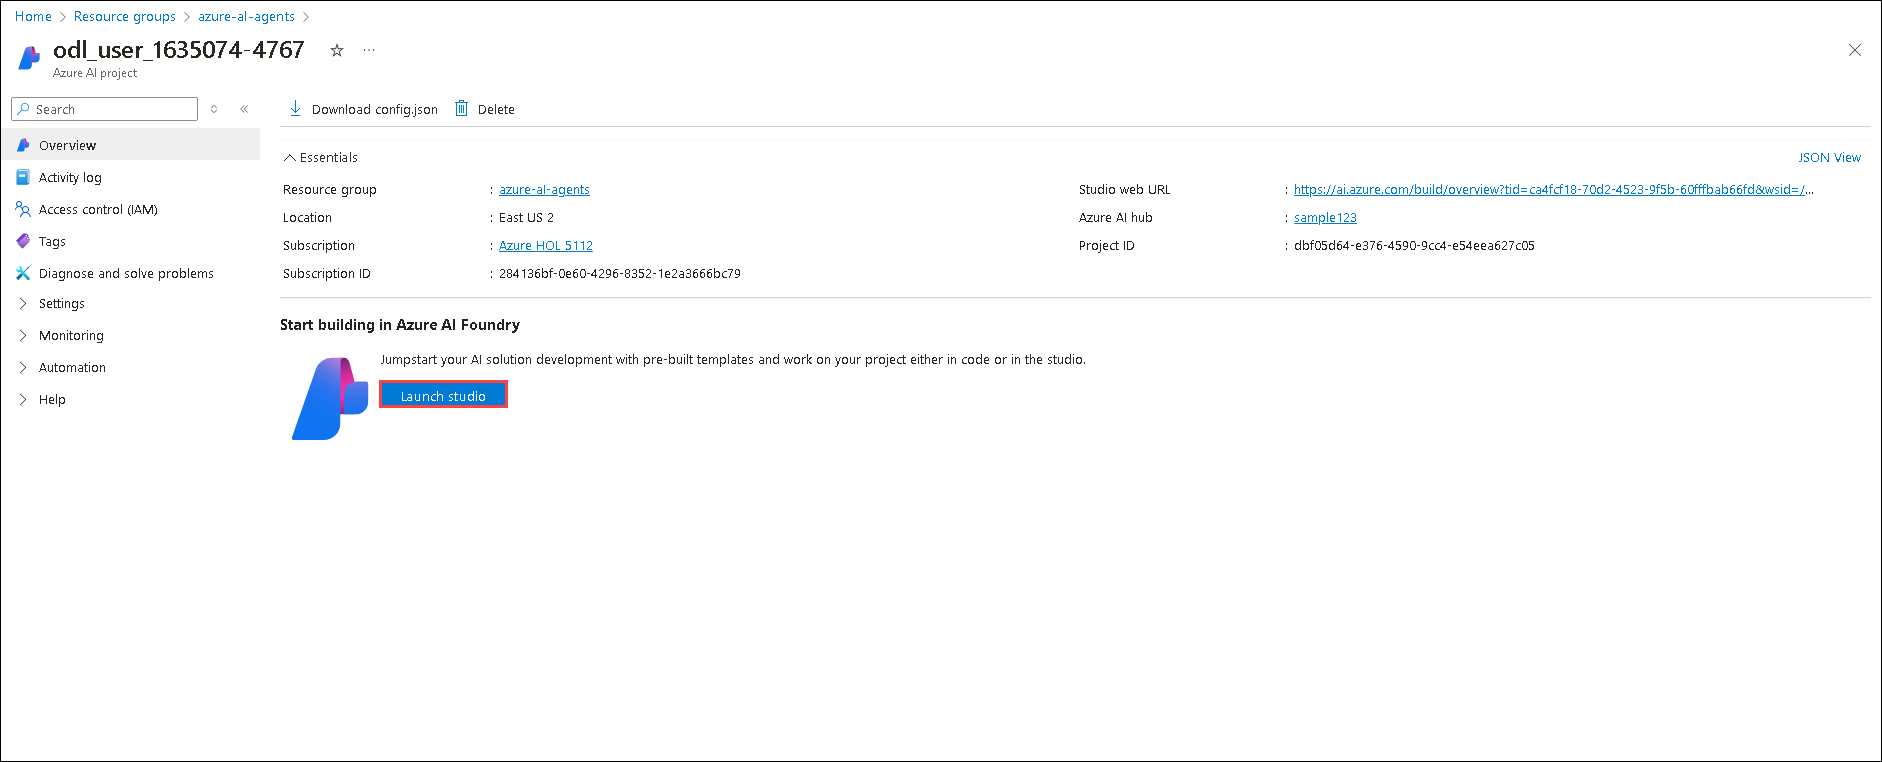 Home > Resource groups > azure-aI-agents >
odl_user_1635074-4767
Azure AI project
Search
Download config.json Delete
Overview
Activity log
Access control (IAM)
Tags
Diagnose and solve problems
Settings
Monitoring
Automation
Help
Essentials JSON View
Resource group : azure-aI-agents
Location : East US 2
Subscription : Azure HOL 5112
Subscription ID : 284136bf-0e60-4296-8352-1e2a3666bc79
Studio web URL : https://ai.azure.com/build/overview?tid=ca4fcf18-70d2-4523-9f5b-60fffbab66fd&wsid=/...
Azure AI hub : sample123
Project ID : dbf05d64-e376-4590-9cc4-e54eea627c05
Start building in Azure AI Foundry
Jumpstart your AI solution development with pre-built templates and work on your project either in code or in the studio.
Launch studio